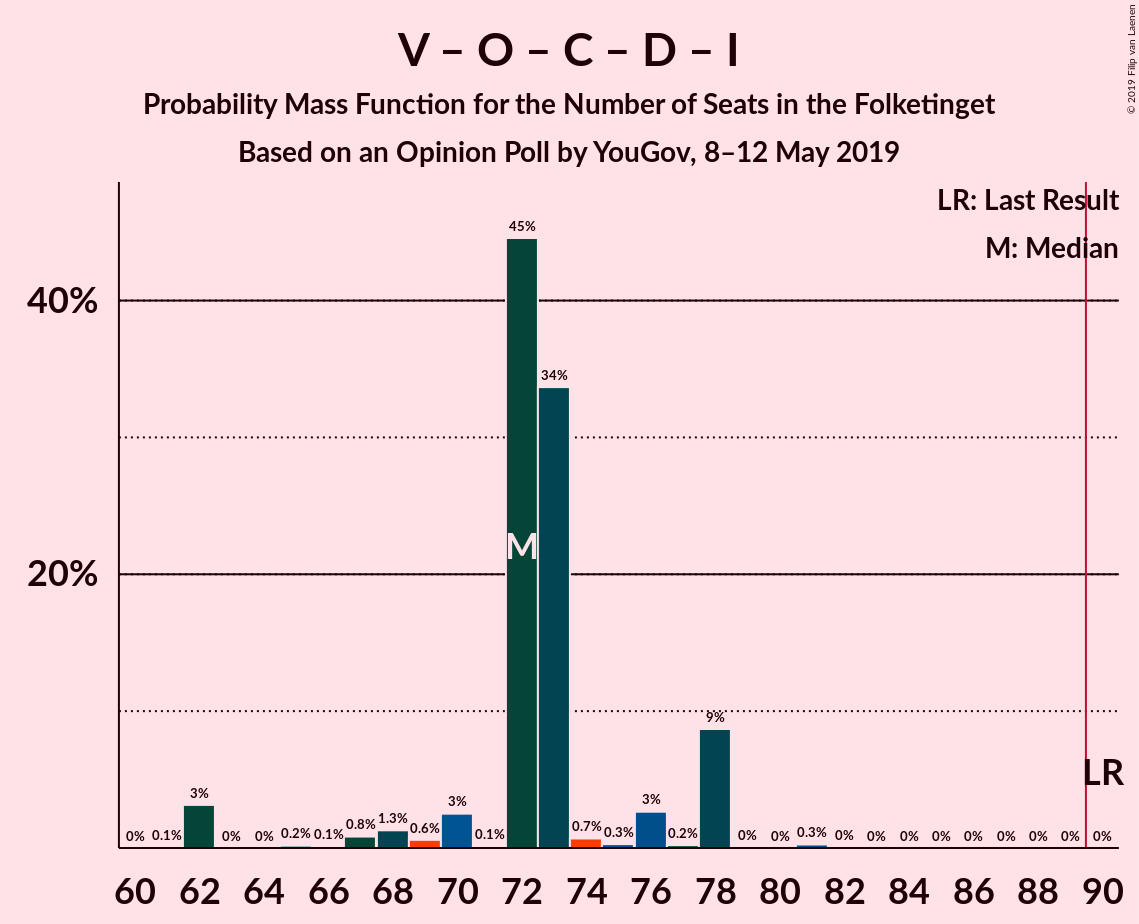 V – O – C – D – I
Probability Mass Function for the Number of Seats in the Folketinget
Based on an Opinion Poll by YouGov, 8–12 May 2019
© 2019 Filip van Laenen
LR: Last Result
M: Median
40%
20%
45%
34%
M
9%
LR
0% 0.1% 3% 0% 0% 0.2% 0.1% 0.8% 1.3% 0.6% 3% 0.1% 0.7% 0.3% 3% 0.2% 0% 0% 0.3% 0% 0% 0% 0% 0% 0% 0% 0% 0%
60 62 64 66 68 70 72 74 76 78 80 82 84 86 88 90